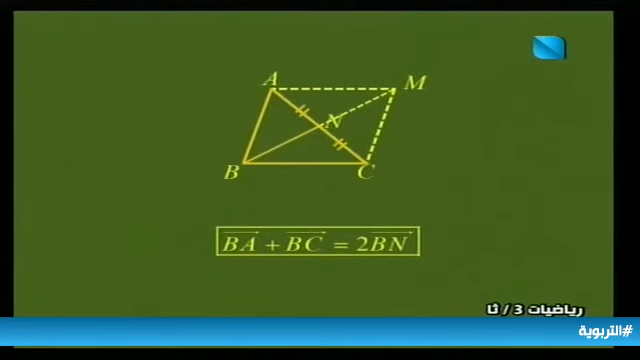 A
M
N
B
C
BA + BC = 2BN
رياضيات 3 / ثا
#التربوية